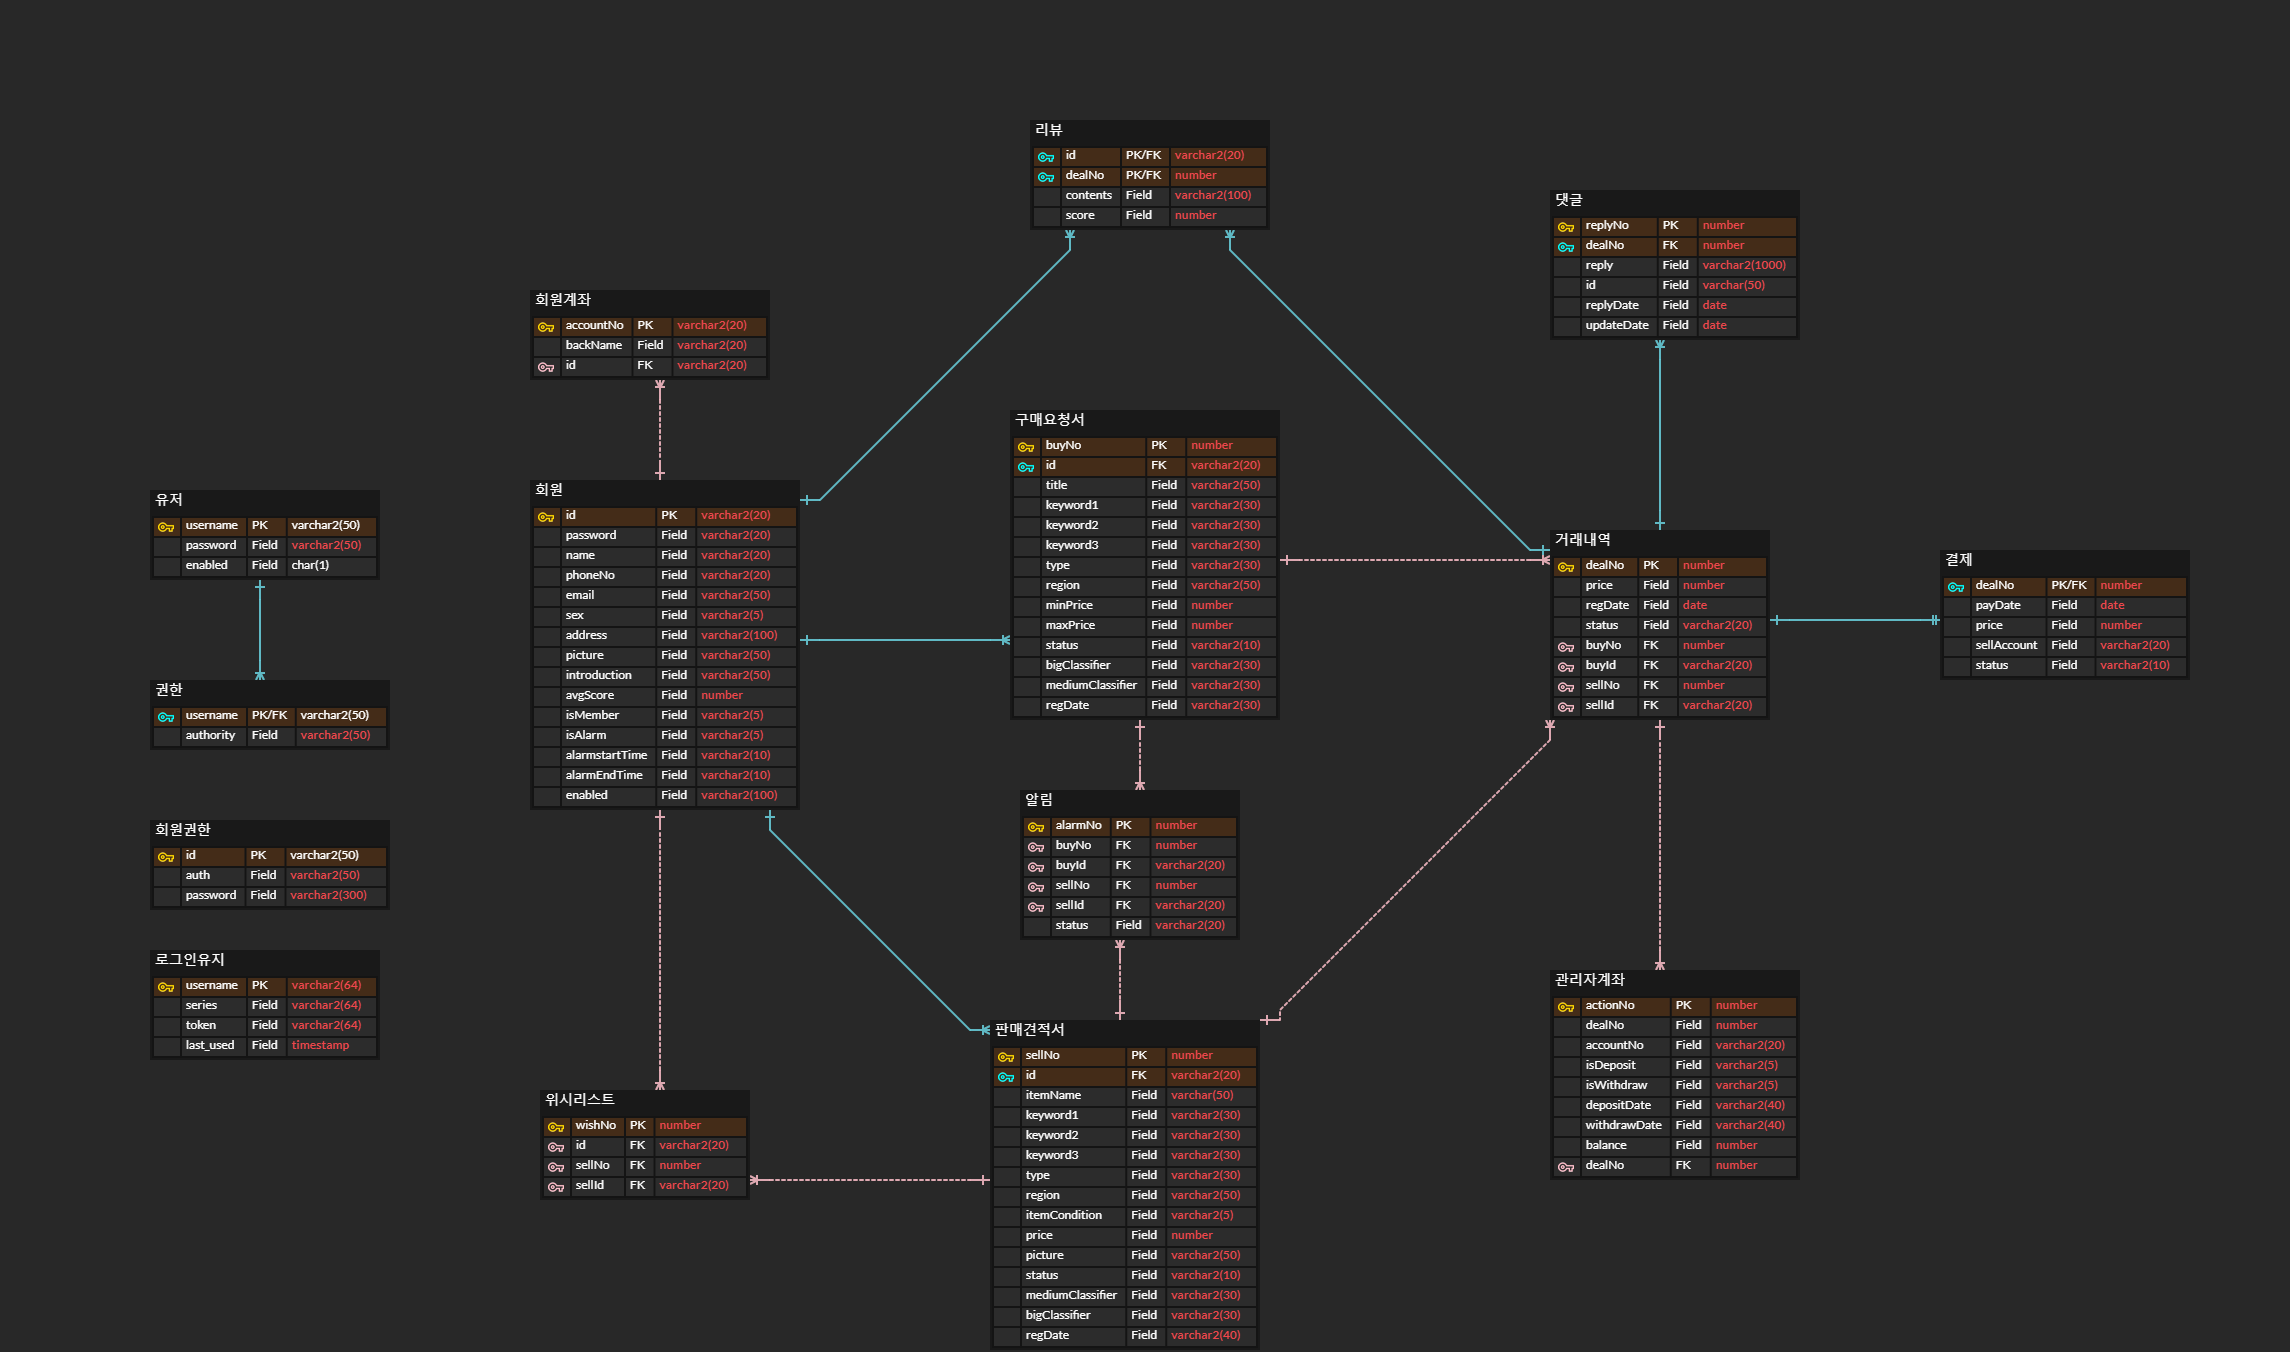 리뷰
id PK/FK varchar2(20)
dealNo PK/FK number
contents Field varchar2(100)
score Field number
댓글
replyNo PK number
dealNo FK number
reply Field varchar2(1000)
id Field varchar(50)
replyDate Field date
updateDate Field date
회원계좌
accountNo PK varchar2(20)
backName Field varchar2(20)
id FK varchar2(20)
구매요청서
buyNo PK number
id FK varchar2(20)
title Field varchar2(50)
keyword1 Field varchar2(30)
keyword2 Field varchar2(30)
keyword3 Field varchar2(30)
type Field varchar2(30)
region Field varchar2(50)
minPrice Field number
maxPrice Field number
status Field varchar2(10)
bigClassifier Field varchar2(30)
mediumClassifier Field varchar2(30)
regDate Field varchar2(30)
회원
id PK varchar2(20)
password Field varchar2(20)
name Field varchar2(20)
phoneNo Field varchar2(20)
email Field varchar2(50)
sex Field varchar2(5)
address Field varchar2(100)
picture Field varchar2(50)
introduction Field varchar2(50)
avgScore Field number
isMember Field varchar2(5)
isAlarm Field varchar2(5)
alarmstartTime Field varchar2(10)
alarmEndTime Field varchar2(10)
enabled Field varchar2(100)
유저
username PK varchar2(50)
password Field varchar2(50)
enabled Field char(1)
거래내역
dealNo PK number
price Field number
regDate Field date
status Field varchar2(20)
buyNo FK number
buyId FK varchar2(20)
sellNo FK number
sellId FK varchar2(20)
결제
dealNo PK/FK number
payDate Field date
price Field number
sellAccount Field varchar2(20)
status Field varchar2(10)
권한
username PK/FK varchar2(50)
authority Field varchar2(50)
알림
alarmNo PK number
buyNo FK number
buyId FK varchar2(20)
sellNo FK number
sellId FK varchar2(20)
status Field varchar2(20)
회원권한
id PK varchar2(50)
auth Field varchar2(50)
password Field varchar2(300)
로그인유지
username PK varchar2(64)
series Field varchar2(64)
token Field varchar2(64)
last_used Field timestamp
관리자계좌
actionNo PK number
dealNo Field number
accountNo Field varchar2(20)
isDeposit Field varchar2(5)
isWithdraw Field varchar2(5)
depositDate Field varchar2(40)
withdrawDate Field varchar2(40)
balance Field number
dealNo FK number
판매견적서
sellNo PK number
id FK varchar2(20)
itemName Field varchar(50)
keyword1 Field varchar2(30)
keyword2 Field varchar2(30)
keyword3 Field varchar2(30)
type Field varchar2(30)
region Field varchar2(50)
itemCondition Field varchar2(5)
price Field number
picture Field varchar2(50)
status Field varchar2(10)
mediumClassifier Field varchar2(30)
bigClassifier Field varchar2(30)
regDate Field varchar2(40)
위시리스트
wishNo PK number
id FK varchar2(20)
sellNo FK number
sellId FK varchar2(20)